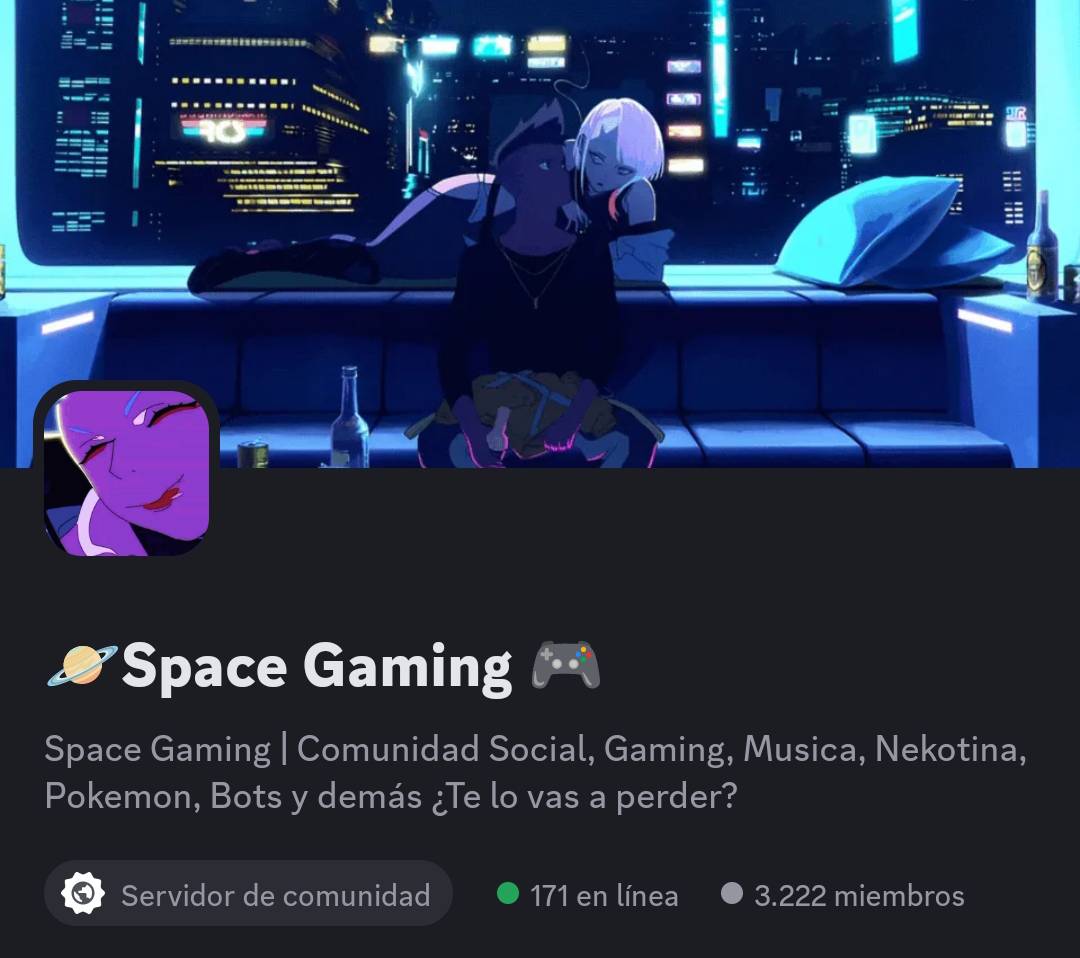 🪐Space Gaming 🎮
Space Gaming | Comunidad Social, Gaming, Musica, Nekotina,
Pokemon, Bots y demás ¿Te lo vas a perder?
Servidor de comunidad
171 en línea
3.222 miembros